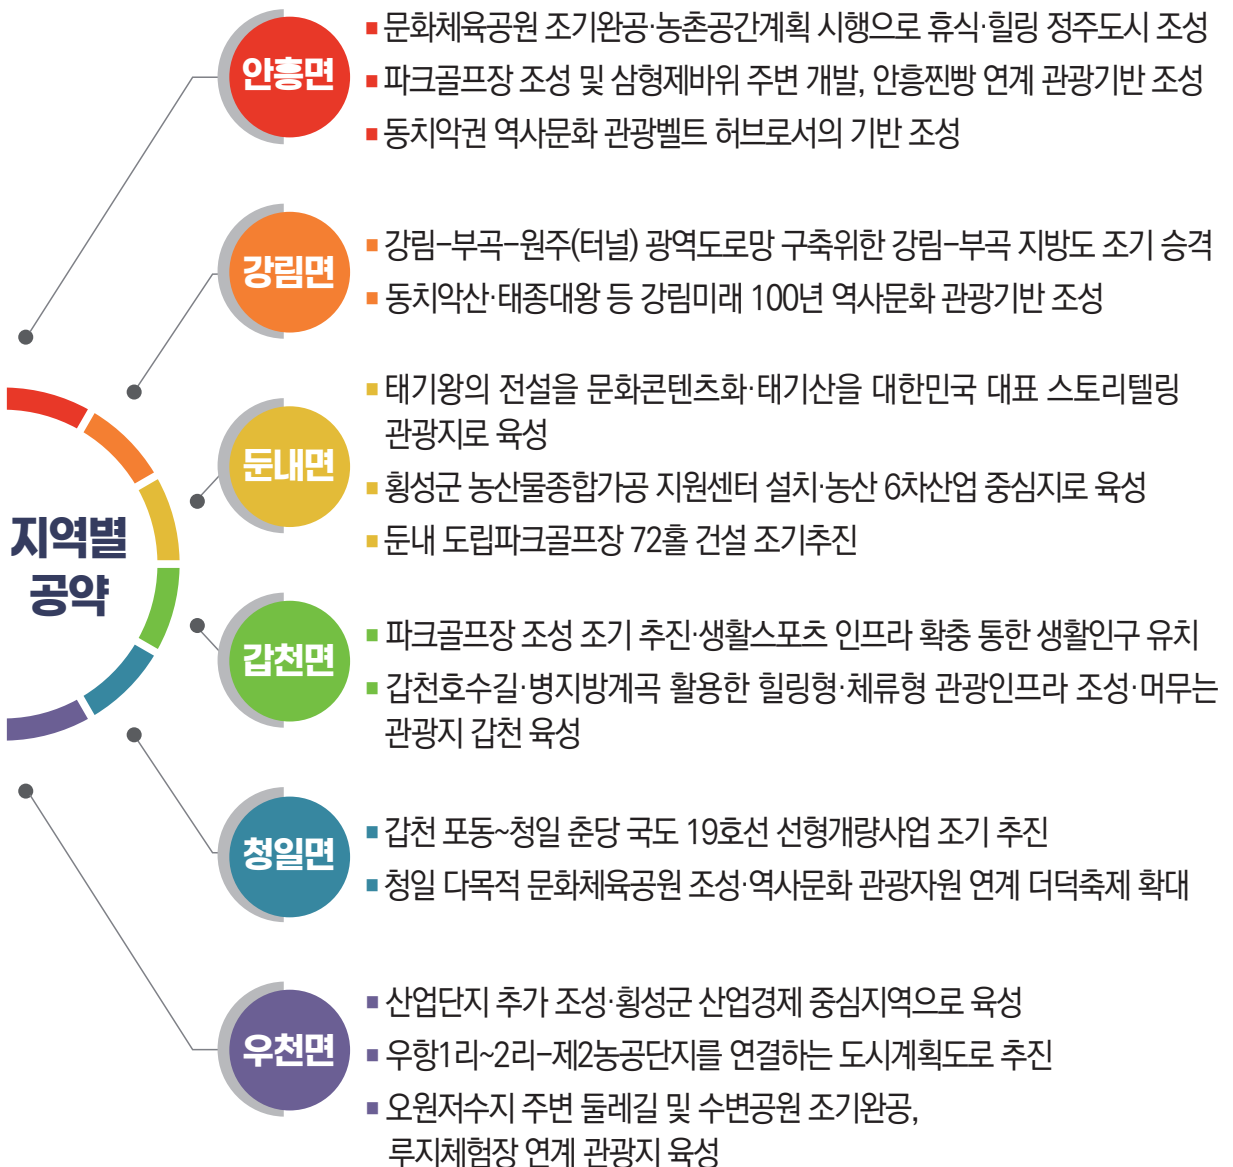 안흥면
문화체육공원 조기완공·농촌공간계획 시행으로 휴식·힐링 정주도시 조성
파크골프장 조성 및 삼형제바위 주변 개발, 안흥찐빵 연계 관광기반 조성
동치악권 역사문화 관광벨트 허브로서의 기반 조성
강림면
강림-부곡-원주(터널) 광역도로망 구축위한 강림-부곡 지방도 조기 승격
동치악산·태종대왕 등 강림미래 100년 역사문화 관광기반 조성
지역별
공약
둔내면
태기왕의 전설을 문화콘텐츠화·태기산을 대한민국 대표 스토리텔링
관광지로 육성
횡성군 농산물종합가공 지원센터 설치·농산 6차산업 중심지로 육성
둔내 도립파크골프장 72홀 건설 조기추진
갑천면
파크골프장 조성 조기 추진·생활스포츠 인프라 확충 통한 생활인구 유치
갑천호수길·병지방계곡 활용한 힐링형·체류형 관광인프라 조성·머무는
관광지 갑천 육성
청일면
갑천 포동~청일 춘당 국도 19호선 선형개량사업 조기 추진
청일 다목적 문화체육공원 조성·역사문화 관광자원 연계 더덕축제 확대
우천면
산업단지 추가 조성·횡성군 산업경제 중심지역으로 육성
우항1리~2리-제2농공단지를 연결하는 도시계획도로 추진
오원저수지 주변 둘레길 및 수변공원 조기완공,
루지체험장 연계 관광지 육성